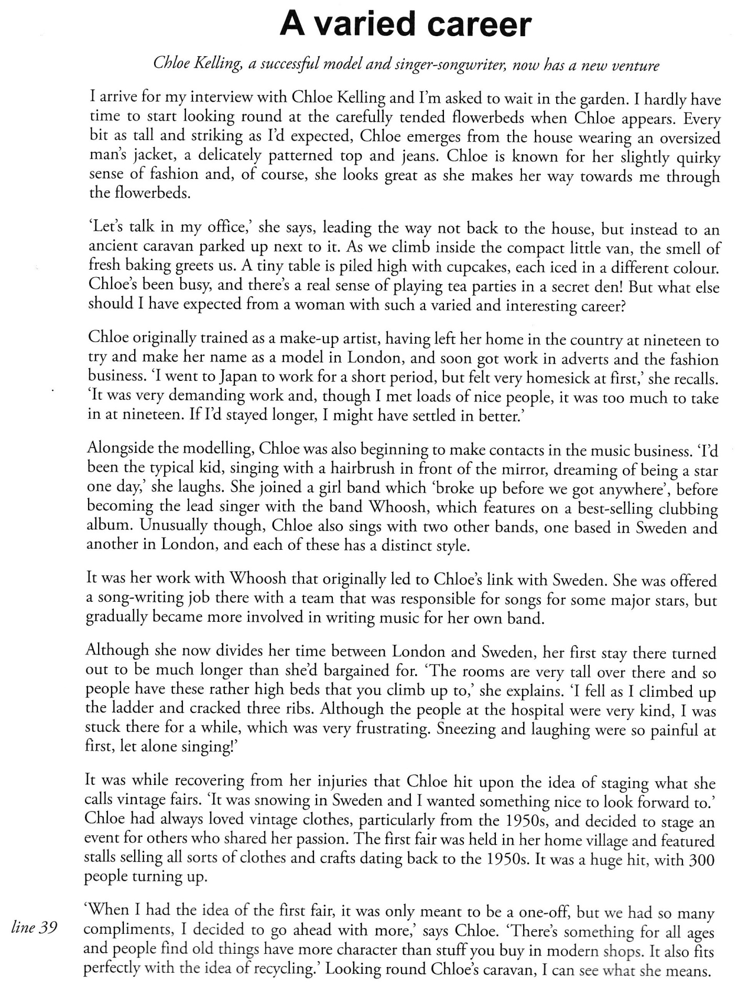 A varied career
Chloe Kelling, a successful model and singer-songwriter, now has a new venture
I arrive for my interview with Chloe Kelling and I'm asked to wait in the garden. I hardly have
time to start looking round at the carefully tended flowerbeds when Chloe appears. Every
bit as tall and striking as I'd expected, Chloe emerges from the house wearing an oversized
man's jacket, a delicately patterned top and jeans. Chloe is known for her slightly quirky
sense of fashion and, of course, she looks great as she makes her way towards me through
the flowerbeds.
‘Let's talk in my office,’ she says, leading the way not back to the house, but instead to an
ancient caravan parked up next to it. As we climb inside the compact little van, the smell of
fresh baking greets us. A tiny table is piled high with cupcakes, each iced in a different colour.
Chloe's been busy, and there's a real sense of playing tea parties in a secret den! But what else
should I have expected from a woman with such a varied and interesting career?
Chloe originally trained as a make-up artist, having left her home in the country at nineteen to
try and make her name as a model in London, and soon got work in adverts and the fashion
business. ‘I went to Japan to work for a short period, but felt very homesick at first,’ she recalls.
‘It was very demanding work and, though I met loads of nice people, it was too much to take
in at nineteen. If I'd stayed longer, I might have settled in better.’
Alongside the modelling, Chloe was also beginning to make contacts in the music business. ‘I'd
been the typical kid, singing with a hairbrush in front of the mirror, dreaming of being a star
one day,’ she laughs. She joined a girl band which ‘broke up before we got anywhere’, before
becoming the lead singer with the band Whoosh, which features on a best-selling clubbing
album. Unusually though, Chloe also sings with two other bands, one based in Sweden and
another in London, and each of these has a distinct style.
It was her work with Whoosh that originally led to Chloe's link with Sweden. She was offered
a song-writing job there with a team that was responsible for songs for some major stars, but
gradually became more involved in writing music for her own band.
Although she now divides her time between London and Sweden, her first stay there turned
out to be much longer than she'd bargained for. ‘The rooms are very tall over there and so
people have these rather high beds that you climb up to,’ she explains. ‘I fell as I climbed up
the ladder and cracked three ribs. Although the people at the hospital were very kind, I was
stuck there for a while, which was very frustrating. Sneezing and laughing were so painful at
first, let alone singing!’
It was while recovering from her injuries that Chloe hit upon the idea of staging what she
calls vintage fairs. ‘It was snowing in Sweden and I wanted something nice to look forward to.’
Chloe had always loved vintage clothes, particularly from the 1950s, and decided to stage an
event for others who shared her passion. The first fair was held in her home village and featured
stalls selling all sorts of clothes and crafts dating back to the 1950s. It was a huge hit, with 300
people turning up.
‘When I had the idea of the first fair, it was only meant to be a one-off, but we had so many
line 39 compliments, I decided to go ahead with more,’ says Chloe. ‘There's something for all ages
and people find old things have more character than stuff you buy in modern shops. It also fits
perfectly with the idea of recycling.’ Looking round Chloe's caravan, I can see what she means.